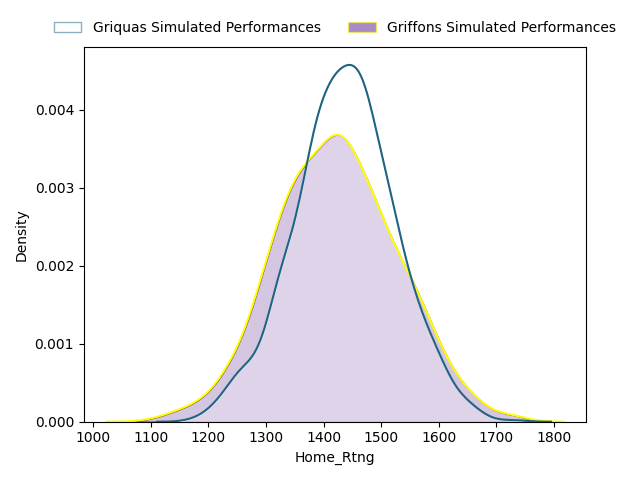 Griquas Simulated Performances Griffons Simulated Performances
0.004
0.003
0.002
0.001
0.000
Density
1000 1100 1200 1300 1400 1500 1600 1700 1800
Home_Rtng